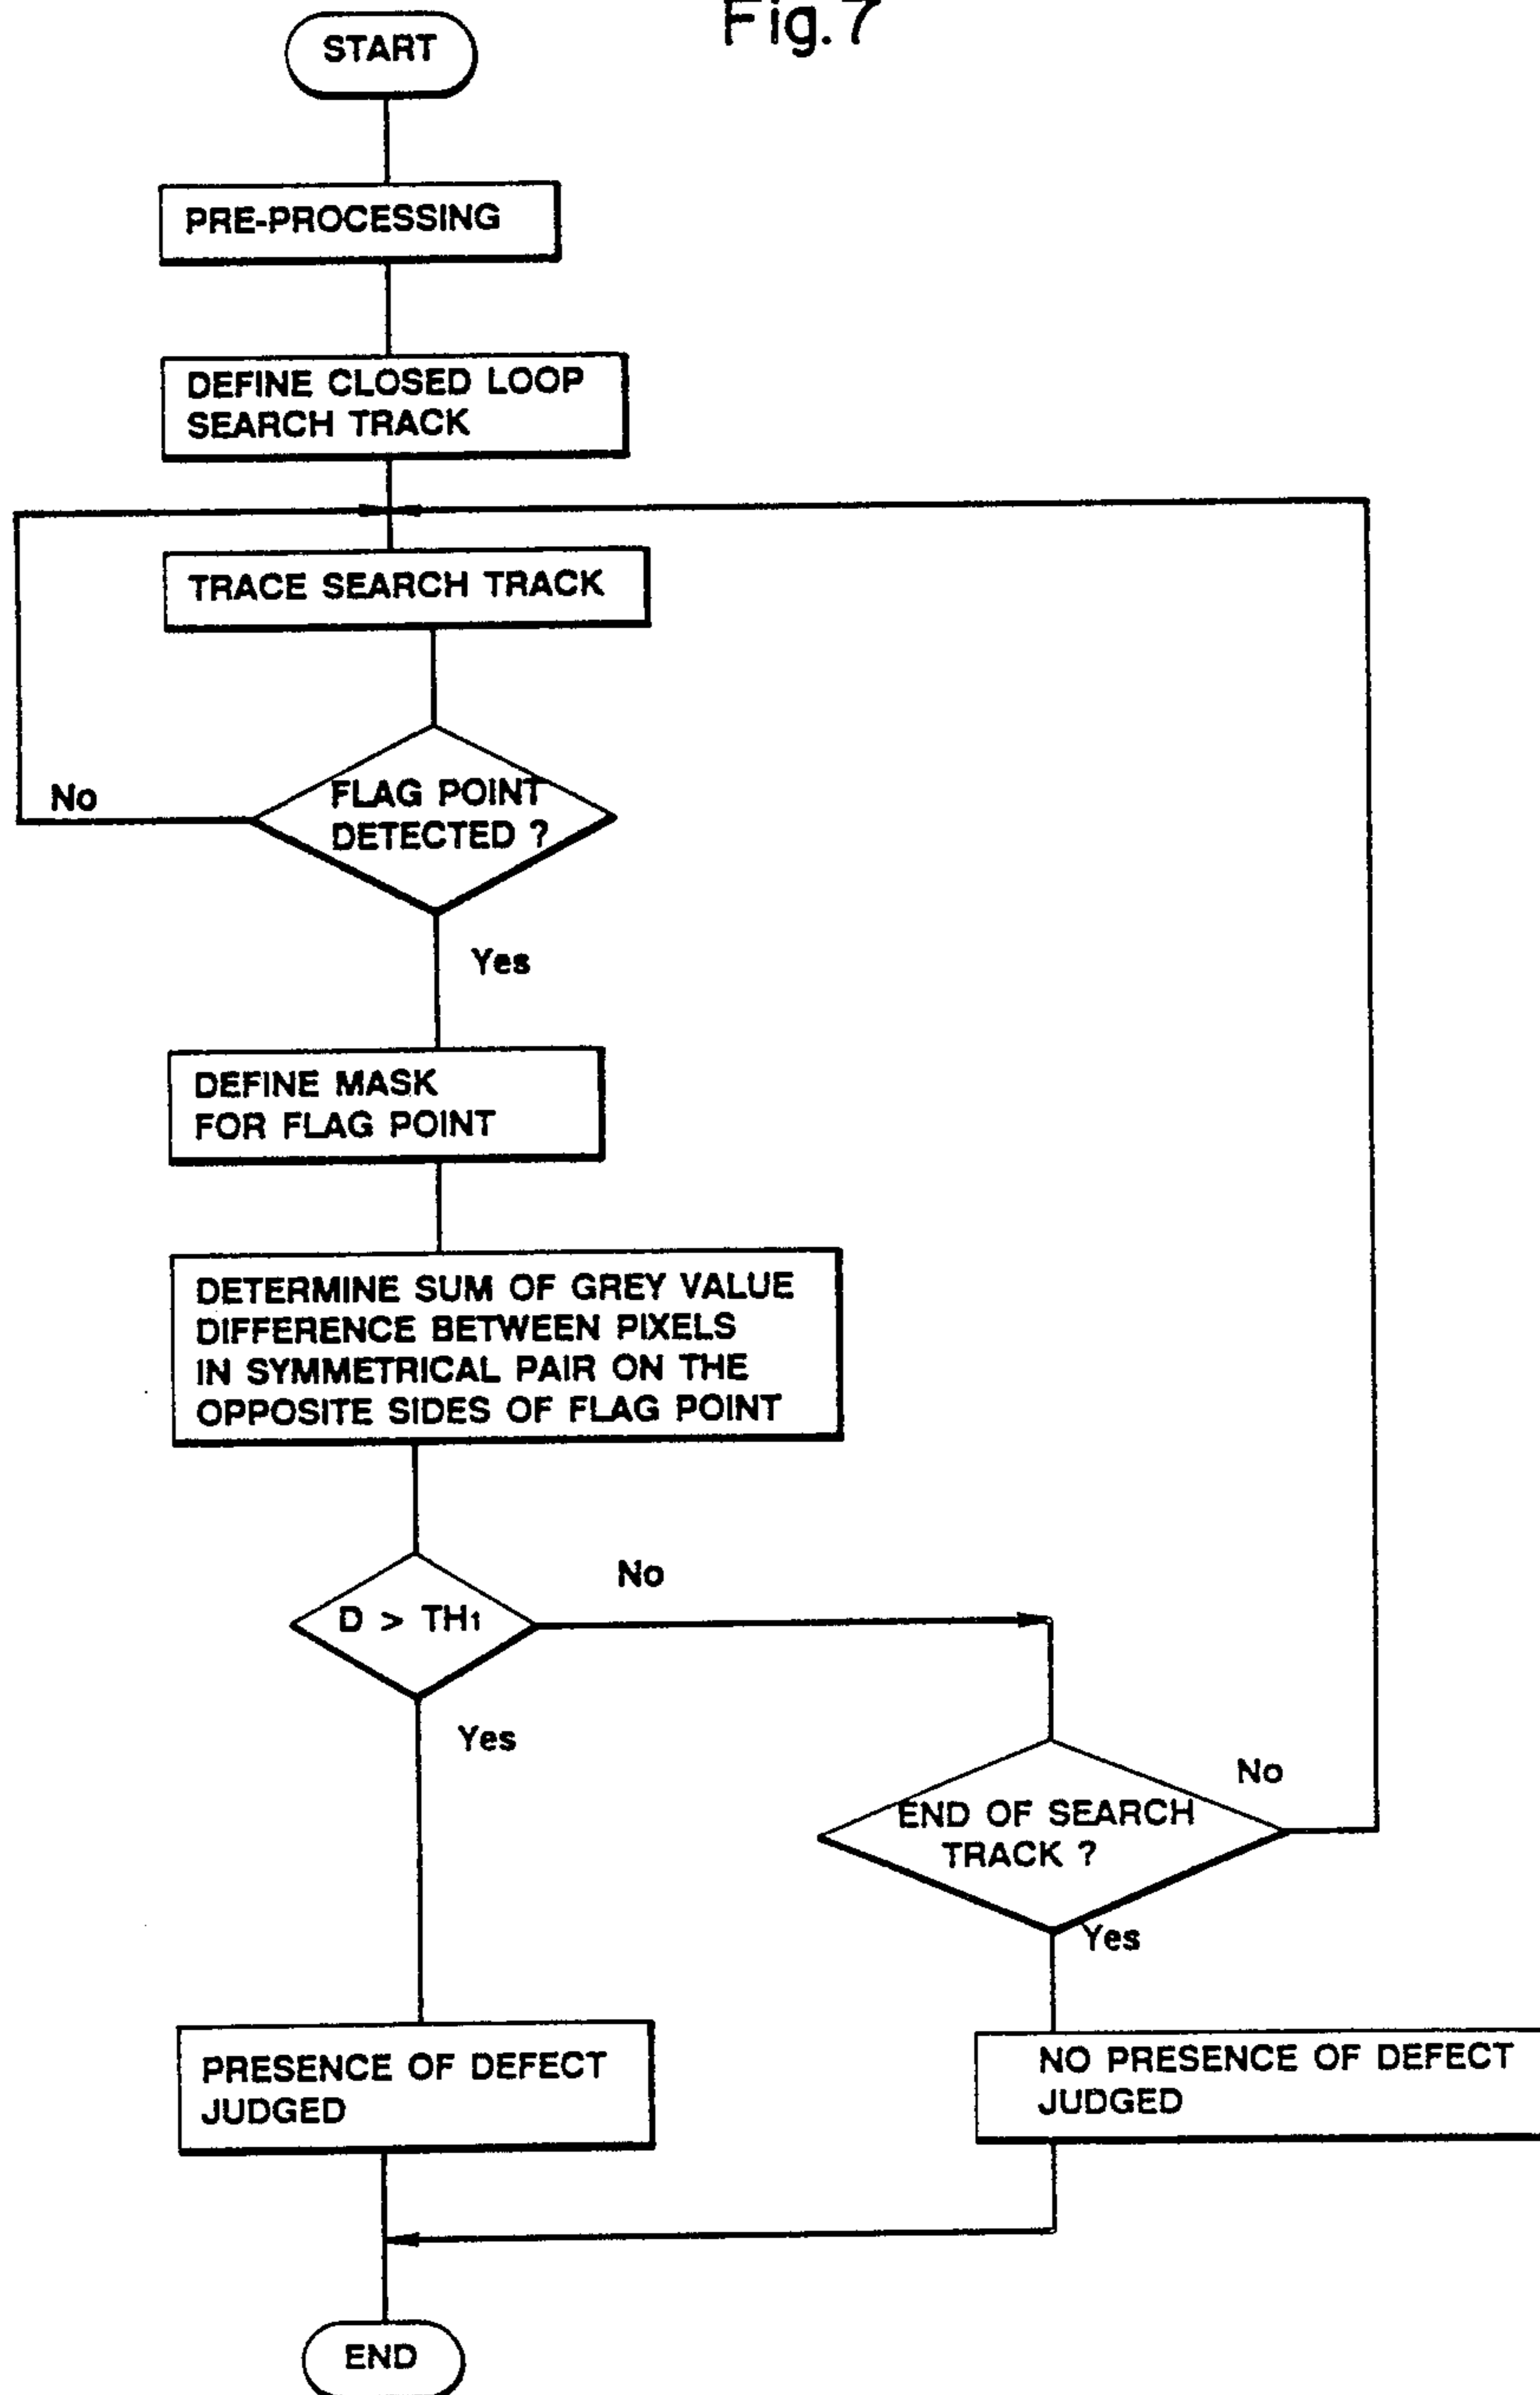 Fig.7
START
PRE-PROCESSING
DEFINE CLOSED LOOP
SEARCH TRACK
TRACE SEARCH TRACK
FLAG POINT
DETECTED ?
No
Yes
DEFINE MASK
FOR FLAG POINT
DETERMINE SUM OF GREY VALUE
DIFFERENCE BETWEEN PIXELS
IN SYMMETRICAL PAIR ON THE
OPPOSITE SIDES OF FLAG POINT
D > TH1
No
Yes
END OF SEARCH
TRACK ?
No
Yes
PRESENCE OF DEFECT
JUDGED
NO PRESENCE OF DEFECT
JUDGED
END